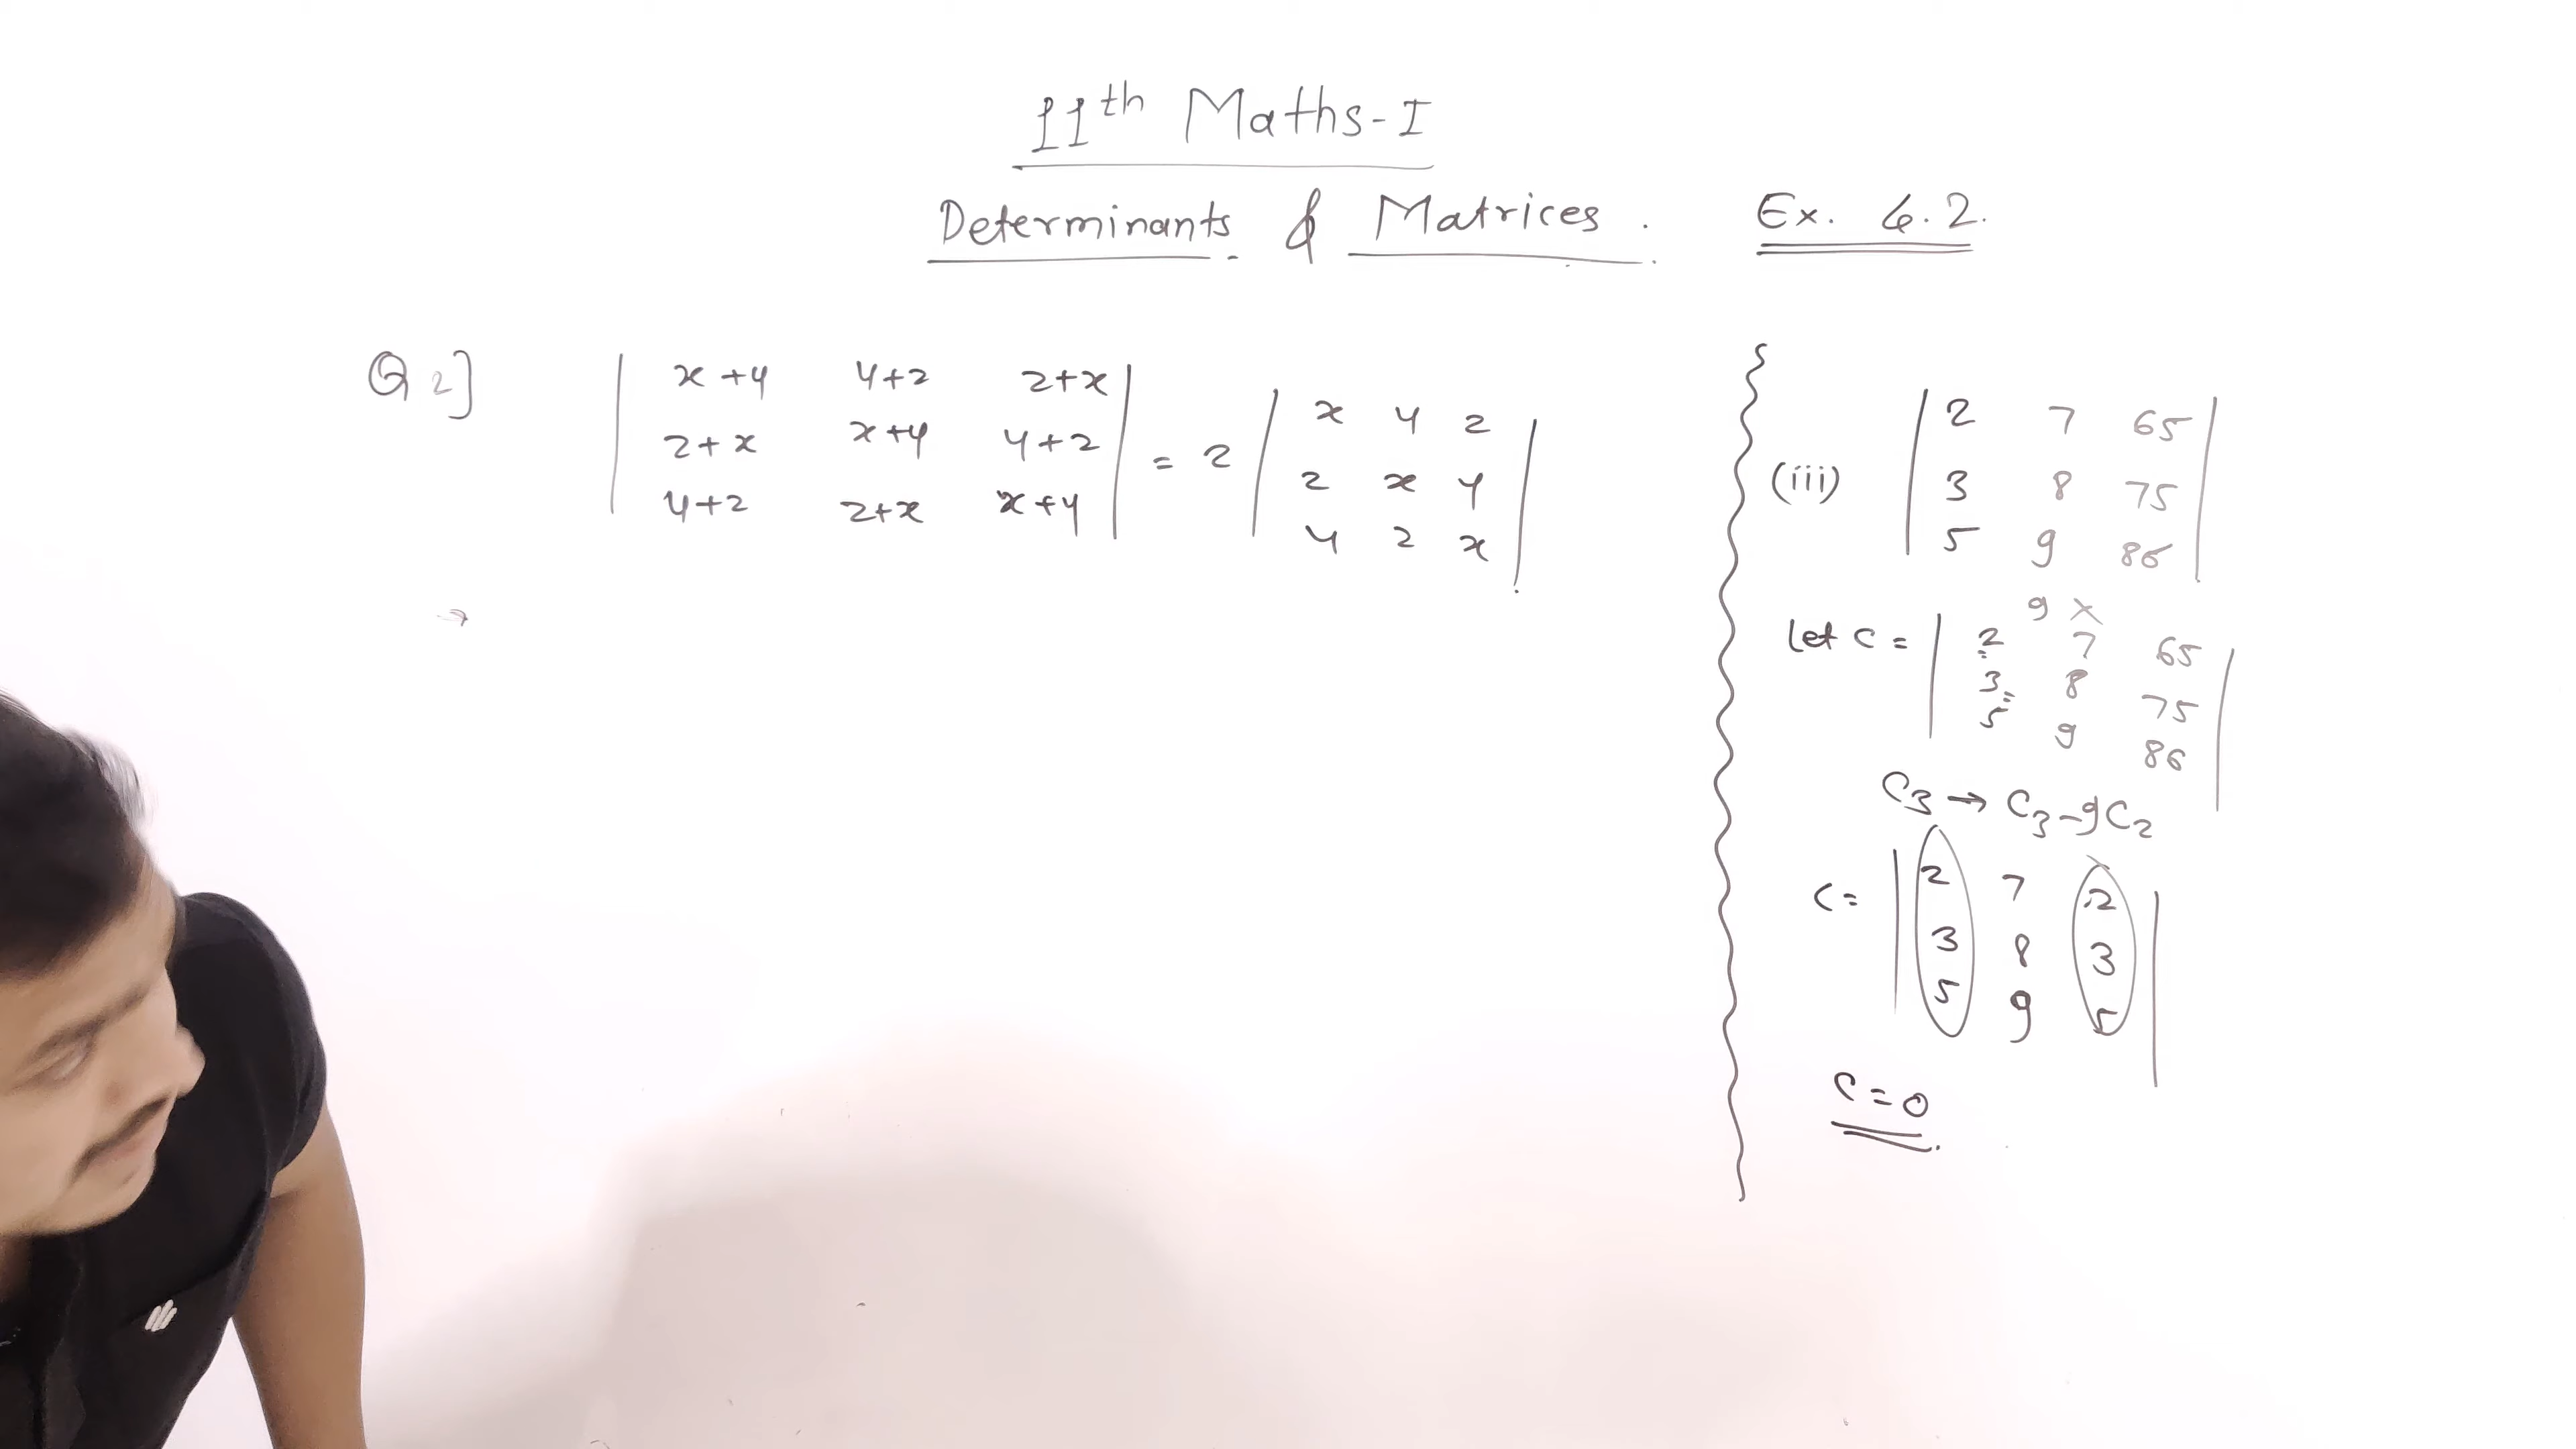 11th Maths-I
Determinants & Matrices. Ex. 6.2.
Q 2]
| x+y y+z z+x |
| z+x x+y y+z |
| y+z z+x x+y |
= 2
| x y z |
| z x y |
| y z x |
(iii)
| 2 7 65 |
| 3 8 75 |
| 5 9 86 |
9 ×
let C =
| 2 7 65 |
| 3 8 75 |
| 5 9 86 |
C3 → C3-9C2
C=
| 2 7 2 |
| 3 8 3 |
| 5 9 5 |
C=0